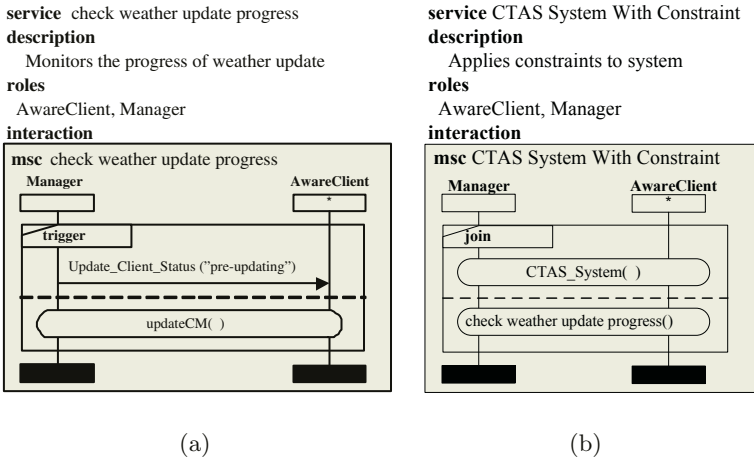 service check weather update progress
description
Monitors the progress of weather update
roles
AwareClient, Manager
interaction
msc check weather update progress
Manager AwareClient
*
trigger
Update_Client_Status ("pre-updating")
updateCM( )
(a)
service CTAS System With Constraint
description
Applies constraints to system
roles
AwareClient, Manager
interaction
msc CTAS System With Constraint
Manager AwareClient
*
join
CTAS_System( )
check weather update progress()
(b)